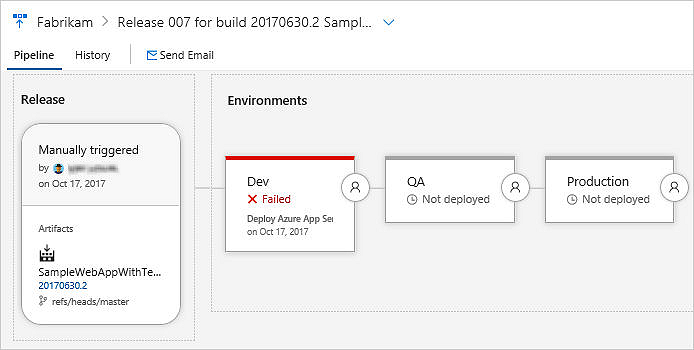 Fabrikam > Release 007 for build 20170630.2 Sampl...
Pipeline History Send Email
Release
Manually triggered
by
on Oct 17, 2017
Artifacts
SampleWebAppWithTe...
20170630.2
refs/heads/master
Environments
Dev
Failed
Deploy Azure App Ser
on Oct 17, 2017
QA
Not deployed
Production
Not deployed